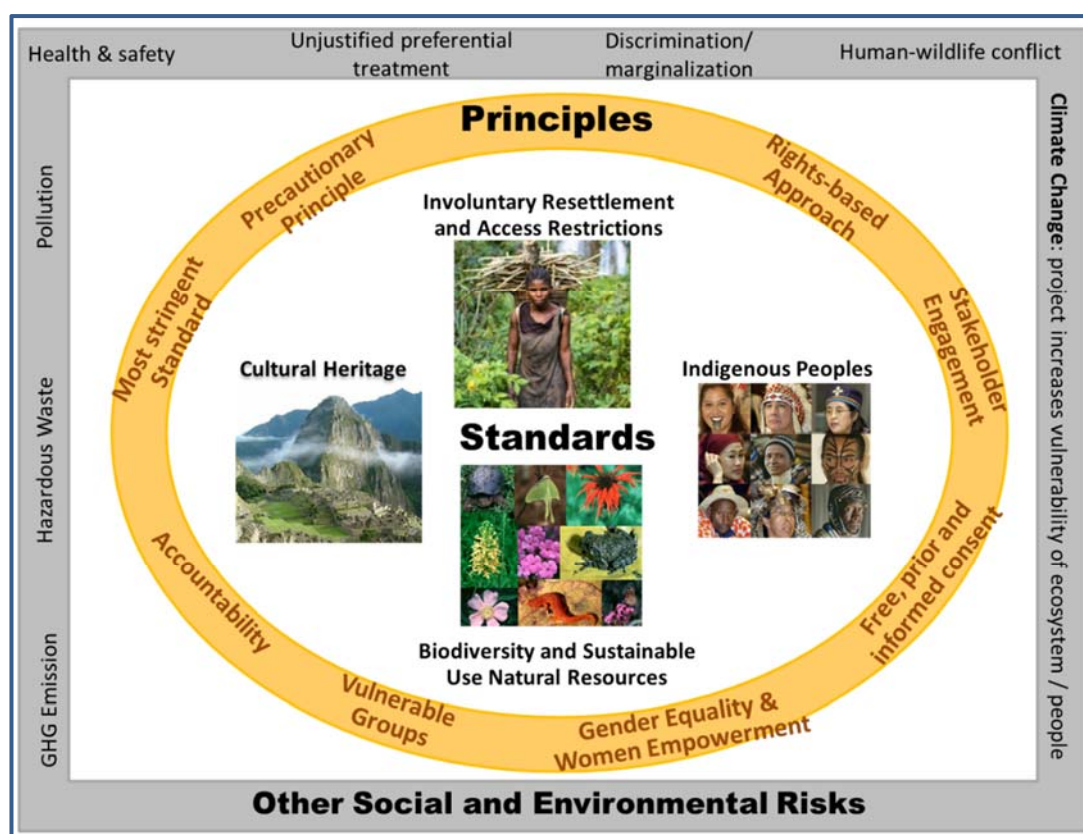 Health & safety
Unjustified preferential
treatment
Discrimination/
marginalization
Human-wildlife conflict
Pollution
Hazardous Waste
GHG Emission
Climate Change: project increases vulnerability of ecosystem / people
Principles
Precautionary
Principle
Rights-based
Approach
Most stringent
Standard
Stakeholder
Engagement
Involuntary Resettlement
and Access Restrictions
Cultural Heritage
Indigenous Peoples
Standards
Biodiversity and Sustainable
Use Natural Resources
Accountability
Free, prior and
informed consent
Vulnerable
Groups
Gender Equality &
Women Empowerment
Other Social and Environmental Risks